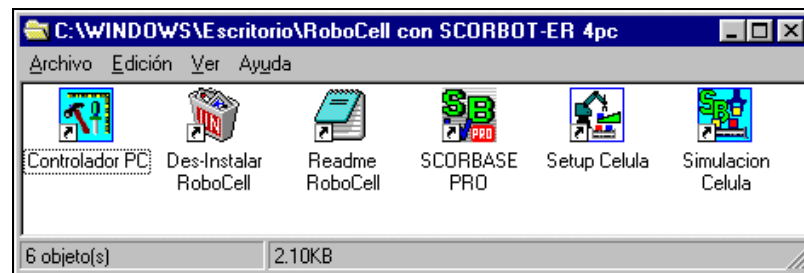 C:\WINDOWS\Escritorio\RoboCell con SCORBOT-ER 4pc
Archivo Edición Ver Ayuda
Controlador PC Des-Instalar RoboCell Readme RoboCell SCORBASE PRO Setup Celula Simulacion Celula
6 objeto(s) 2.10KB